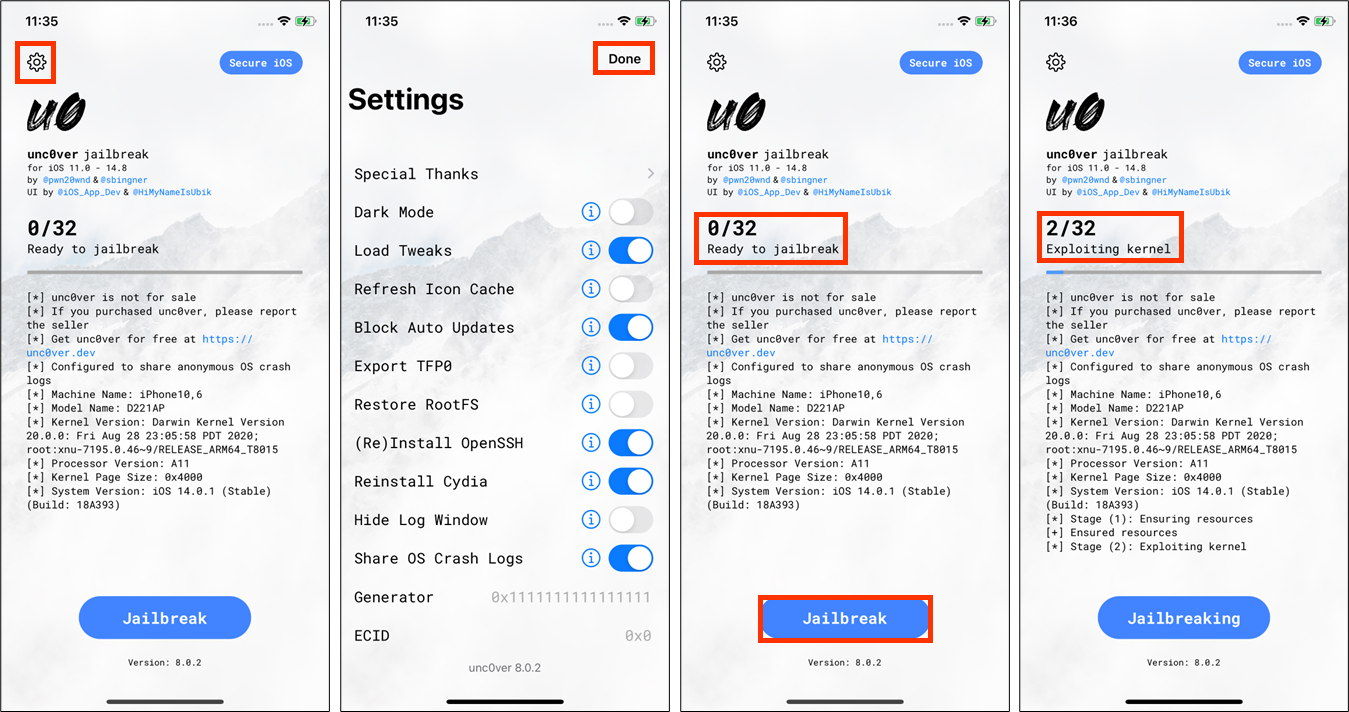 11:35
Secure iOS
u0
unc0ver jailbreak
for iOS 11.0 - 14.8
by @pwn20wnd & @sbingner
UI by @iOS_App_Dev & @HiMyNameIsUbik
0/32
Ready to jailbreak
[*] unc0ver is not for sale
[*] If you purchased unc0ver, please report
the seller
[*] Get unc0ver for free at https://
unc0ver.dev
[*] Configured to share anonymous OS crash
logs
[*] Machine Name: iPhone10,6
[*] Model Name: D221AP
[*] Kernel Version: Darwin Kernel Version
20.0.0: Fri Aug 28 23:05:58 PDT 2020;
root:xnu-7195.0.46~9/RELEASE_ARM64_T8015
[*] Processor Version: A11
[*] Kernel Page Size: 0x4000
[*] System Version: iOS 14.0.1 (Stable)
(Build: 18A393)
Jailbreak
Version: 8.0.2
11:35
Done
Settings
Special Thanks
Dark Mode
Load Tweaks
Refresh Icon Cache
Block Auto Updates
Export TFP0
Restore RootFS
(Re)Install OpenSSH
Reinstall Cydia
Hide Log Window
Share OS Crash Logs
Generator 0x1111111111111111
ECID 0x0
unc0ver 8.0.2
11:35
Secure iOS
u0
unc0ver jailbreak
for iOS 11.0 - 14.8
by @pwn20wnd & @sbingner
UI by @iOS_App_Dev & @HiMyNameIsUbik
0/32
Ready to jailbreak
[*] unc0ver is not for sale
[*] If you purchased unc0ver, please report
the seller
[*] Get unc0ver for free at https://
unc0ver.dev
[*] Configured to share anonymous OS crash
logs
[*] Machine Name: iPhone10,6
[*] Model Name: D221AP
[*] Kernel Version: Darwin Kernel Version
20.0.0: Fri Aug 28 23:05:58 PDT 2020;
root:xnu-7195.0.46~9/RELEASE_ARM64_T8015
[*] Processor Version: A11
[*] Kernel Page Size: 0x4000
[*] System Version: iOS 14.0.1 (Stable)
(Build: 18A393)
Jailbreak
Version: 8.0.2
11:36
Secure iOS
u0
unc0ver jailbreak
for iOS 11.0 - 14.8
by @pwn20wnd & @sbingner
UI by @iOS_App_Dev & @HiMyNameIsUbik
2/32
Exploiting kernel
[*] unc0ver is not for sale
[*] If you purchased unc0ver, please report
the seller
[*] Get unc0ver for free at https://
unc0ver.dev
[*] Configured to share anonymous OS crash
logs
[*] Machine Name: iPhone10,6
[*] Model Name: D221AP
[*] Kernel Version: Darwin Kernel Version
20.0.0: Fri Aug 28 23:05:58 PDT 2020;
root:xnu-7195.0.46~9/RELEASE_ARM64_T8015
[*] Processor Version: A11
[*] Kernel Page Size: 0x4000
[*] System Version: iOS 14.0.1 (Stable)
(Build: 18A393)
[*] Stage (1): Ensuring resources
[+] Ensured resources
[*] Stage (2): Exploiting kernel
Jailbreaking
Version: 8.0.2